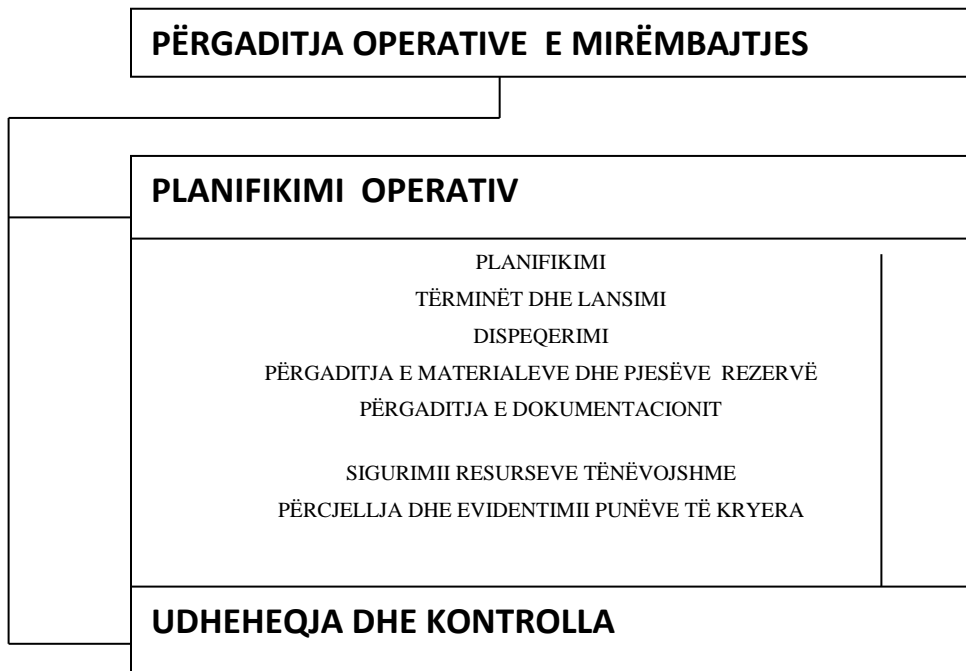 PËRGADITJA OPERATIVE E MIRËMBAJTJES
PLANIFIKIMI OPERATIV
PLANIFIKIMI
TËRMINËT DHE LANSIMI
DISPEQERIMI
PËRGADITJA E MATERIALEVE DHE PJESËVE REZERVË
PËRGADITJA E DOKUMENTACIONIT
SIGURIMII RESURSEVE TËNËVOJSHME
PËRCJELLJA DHE EVIDENTIMII PUNËVE TË KRYERA
UDHEHEQJA DHE KONTROLLA